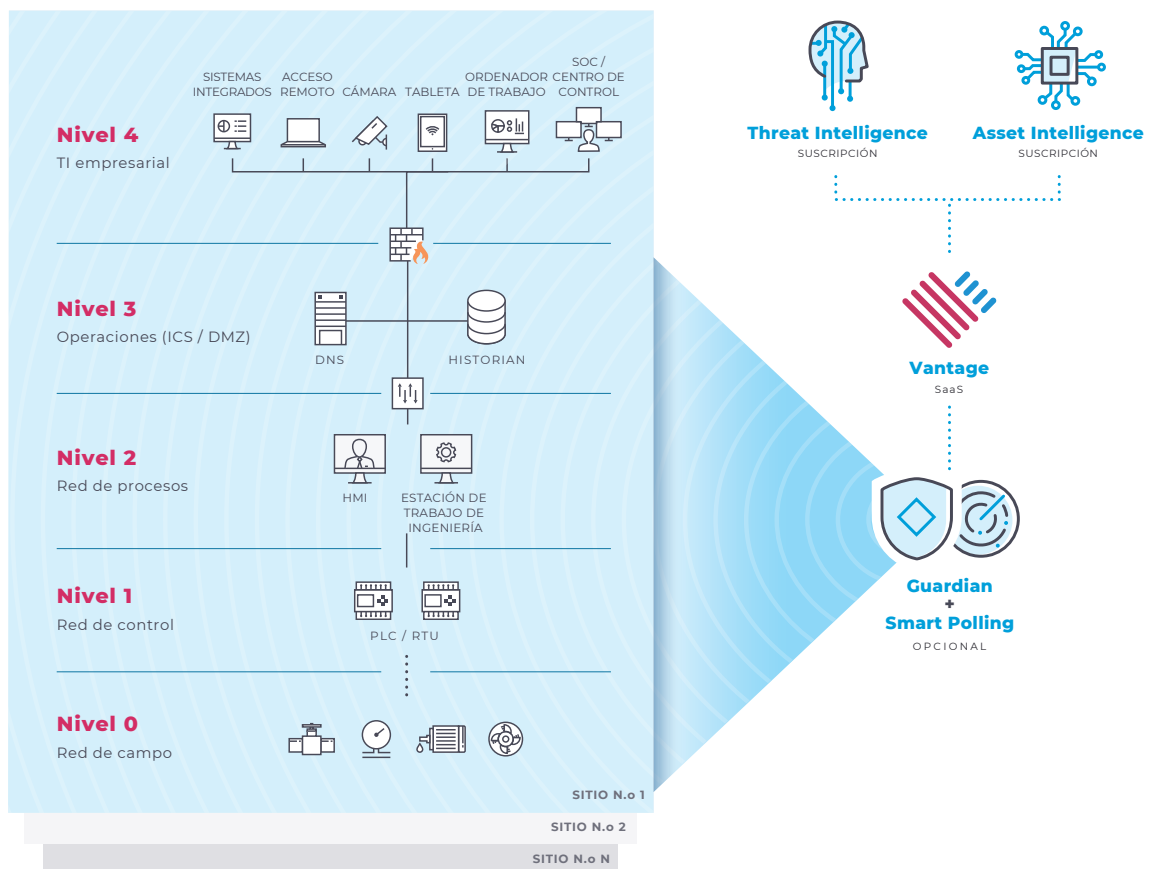 SISTEMAS
INTEGRADOS
ACCESO
REMOTO
CÁMARA
TABLETA
ORDENADOR
DE TRABAJO
SOC /
CENTRO DE
CONTROL
Nivel 4
TI empresarial
Nivel 3
Operaciones (ICS / DMZ)
DNS
HISTORIAN
Nivel 2
Red de procesos
HMI
ESTACIÓN DE
TRABAJO DE
INGENIERÍA
Nivel 1
Red de control
PLC / RTU
Nivel 0
Red de campo
SITIO N.o 1
SITIO N.o 2
SITIO N.o N
Threat Intelligence
SUSCRIPCIÓN
Asset Intelligence
SUSCRIPCIÓN
Vantage
SaaS
Guardian
+
Smart Polling
OPCIONAL